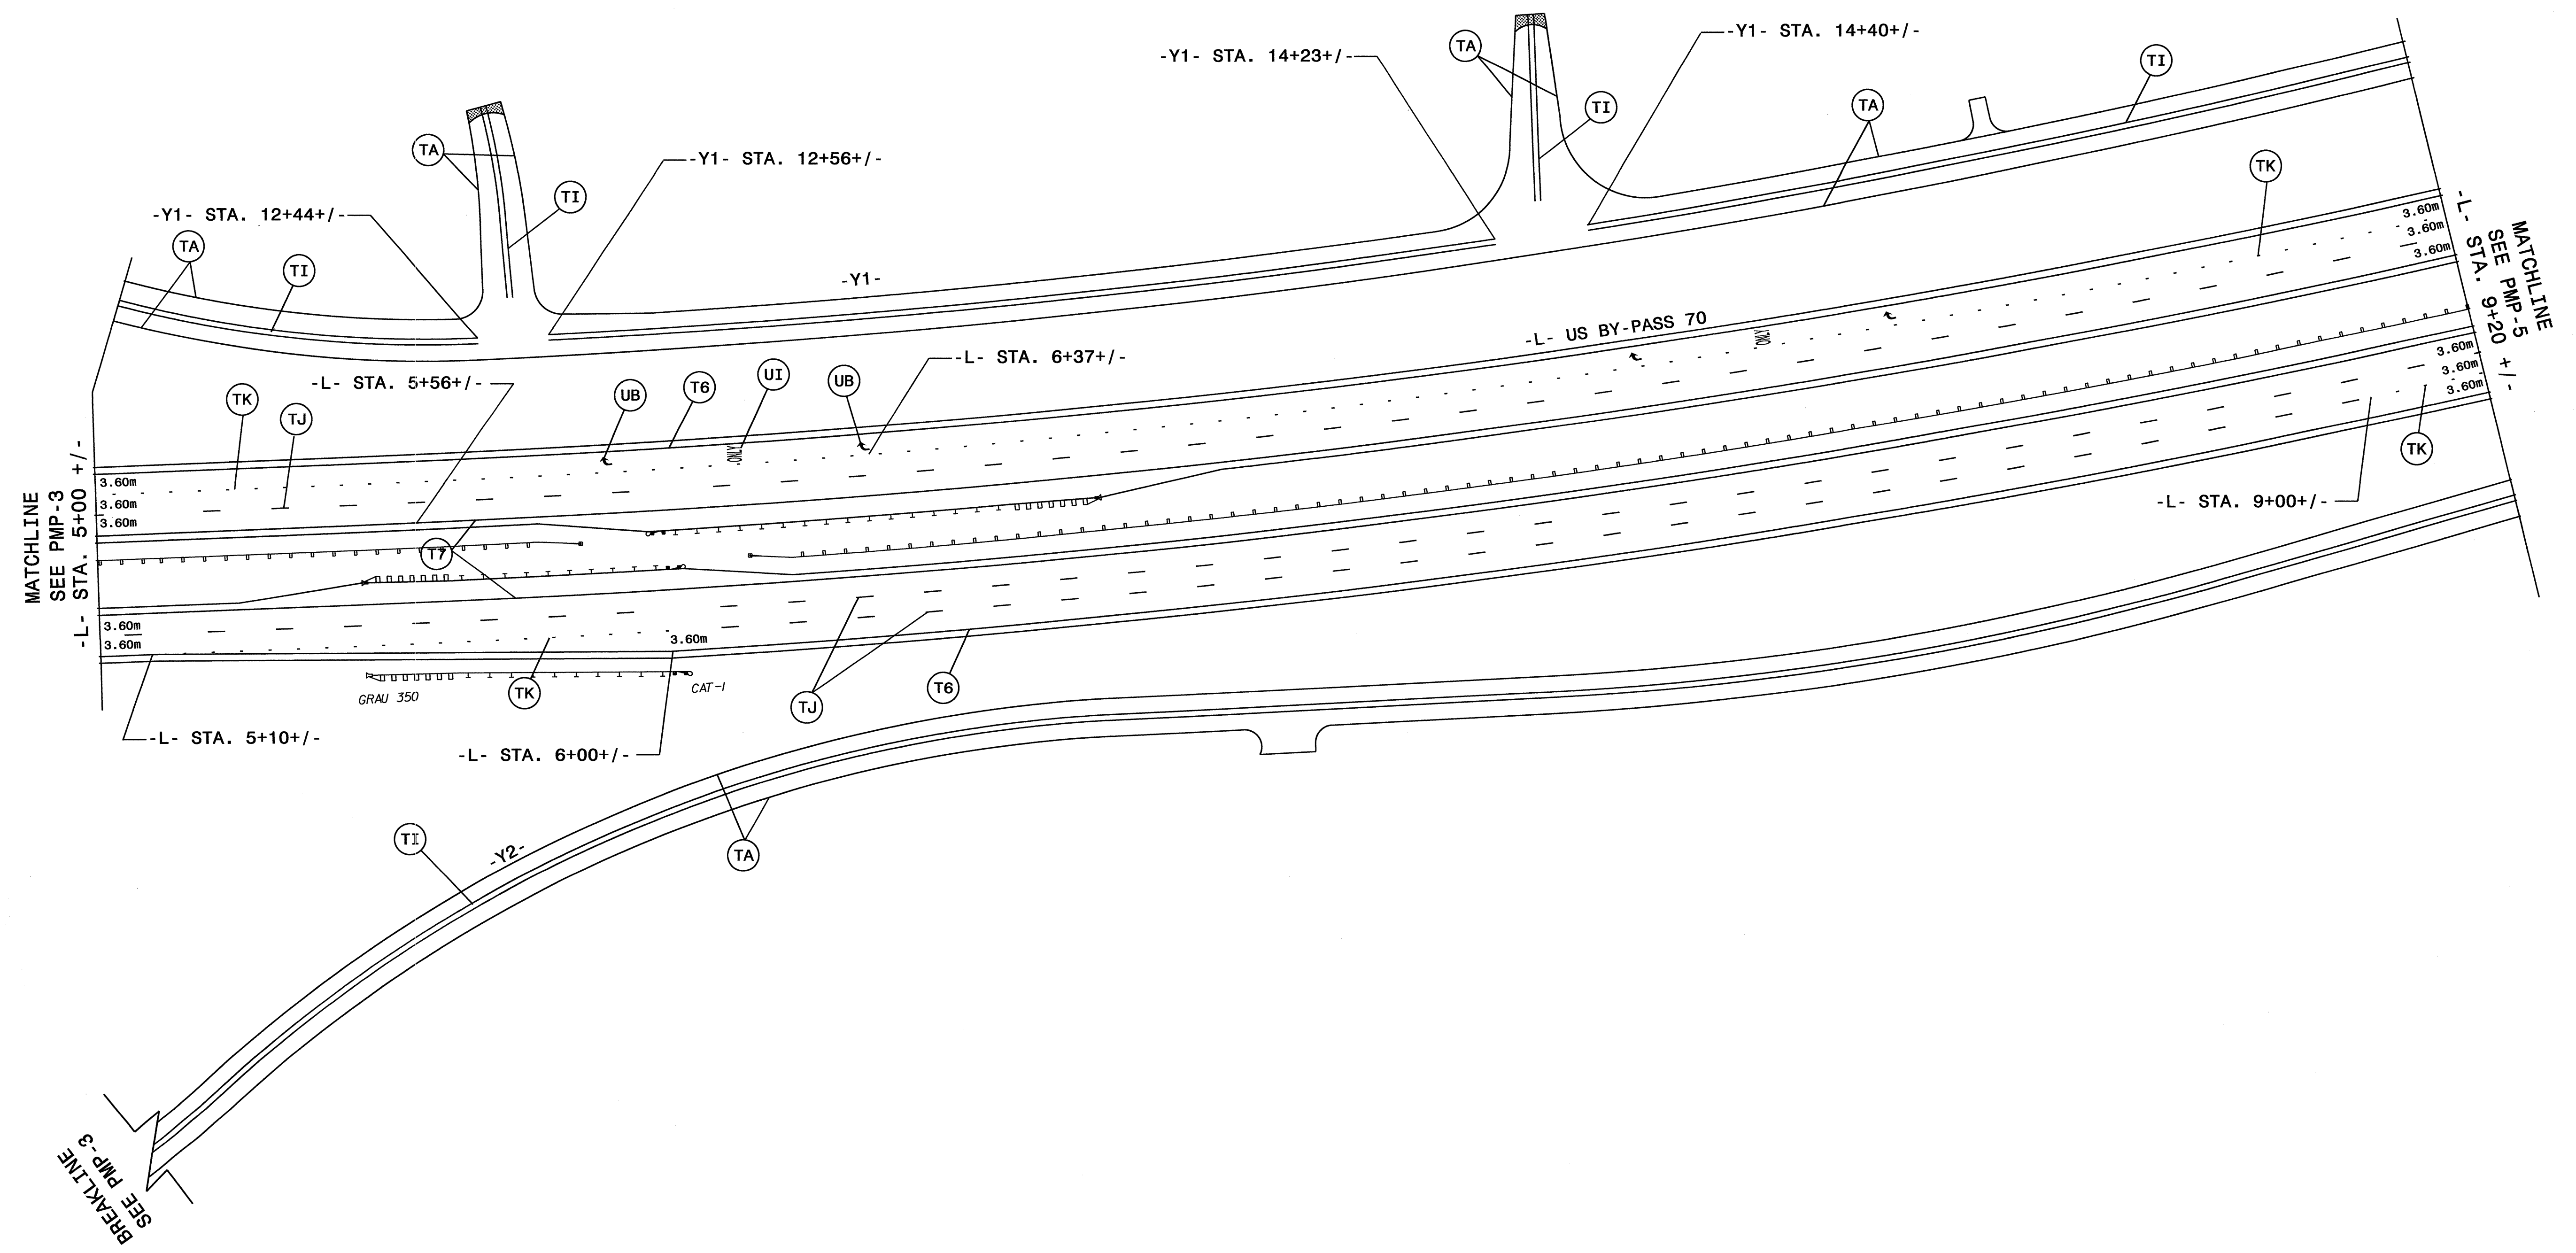 -Y1- STA. 14+23+/-
TA
-Y1- STA. 14+40+/-
TI
TA
TI
TA
-Y1- STA. 12+56+/-
TI
TK
-Y1- STA. 12+44+/-
TA
TI
-Y1-
3.60m
3.60m
3.60m
MATCHLINE
SEE PMP-5
-L- STA. 9+20 +/-
-L- US BY-PASS 70
ONLY
-L- STA. 5+56+/-
TK
TJ
UB
T6
UI
UB
-L- STA. 6+37+/-
ONLY
3.60m
3.60m
3.60m
MATCHLINE
SEE PMP-3
-L- STA. 5+00 +/-
T7
3.60m
3.60m
3.60m
TK
-L- STA. 9+00+/-
3.60m
3.60m
3.60m
GRAU 350
CAT-1
TK
TJ
T6
-L- STA. 5+10+/-
-L- STA. 6+00+/-
TI
-Y2-
TA
BREAKLINE
SEE PMP-3